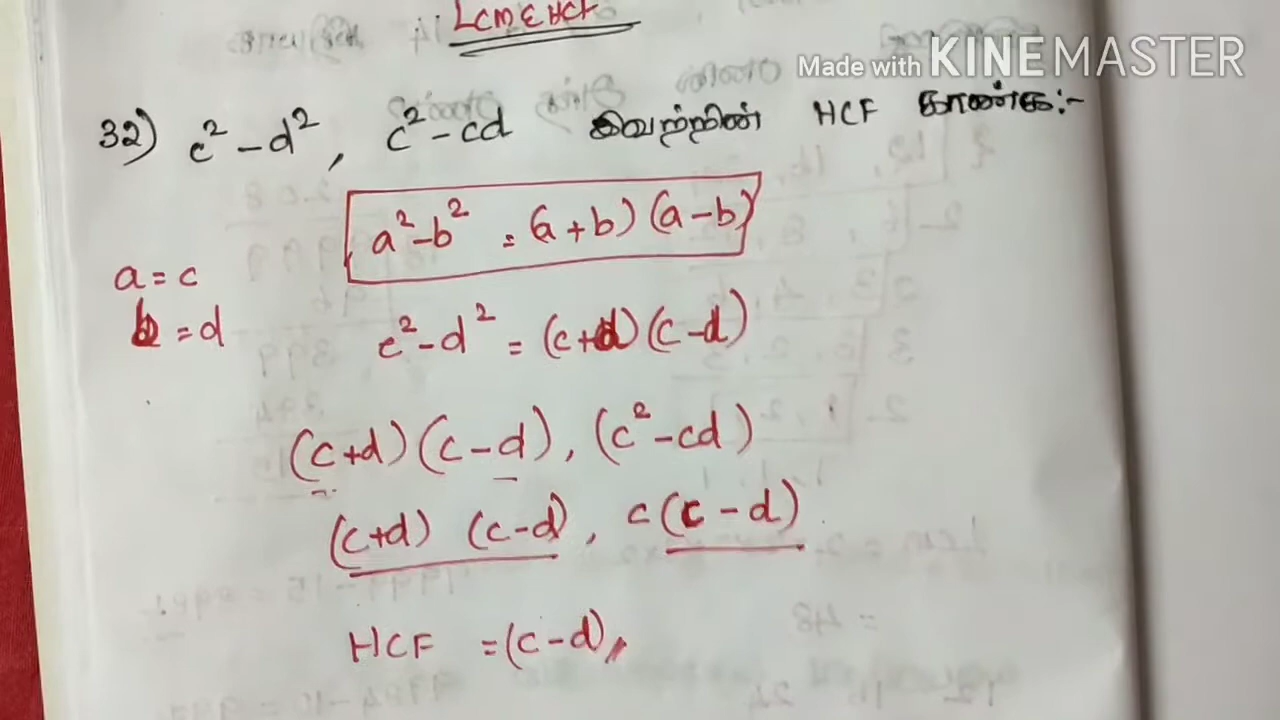 LCM & HCF
Made with KINEMASTER
32) c² - d², c² - cd இவற்றின் HCF காண்க:-
a² - b² = (a + b) (a - b)
a = c
b = d
c² - d² = (c + d) (c - d)
(c + d) (c - d), (c² - cd)
(c + d) (c - d), c (c - d)
HCF = (c - d)